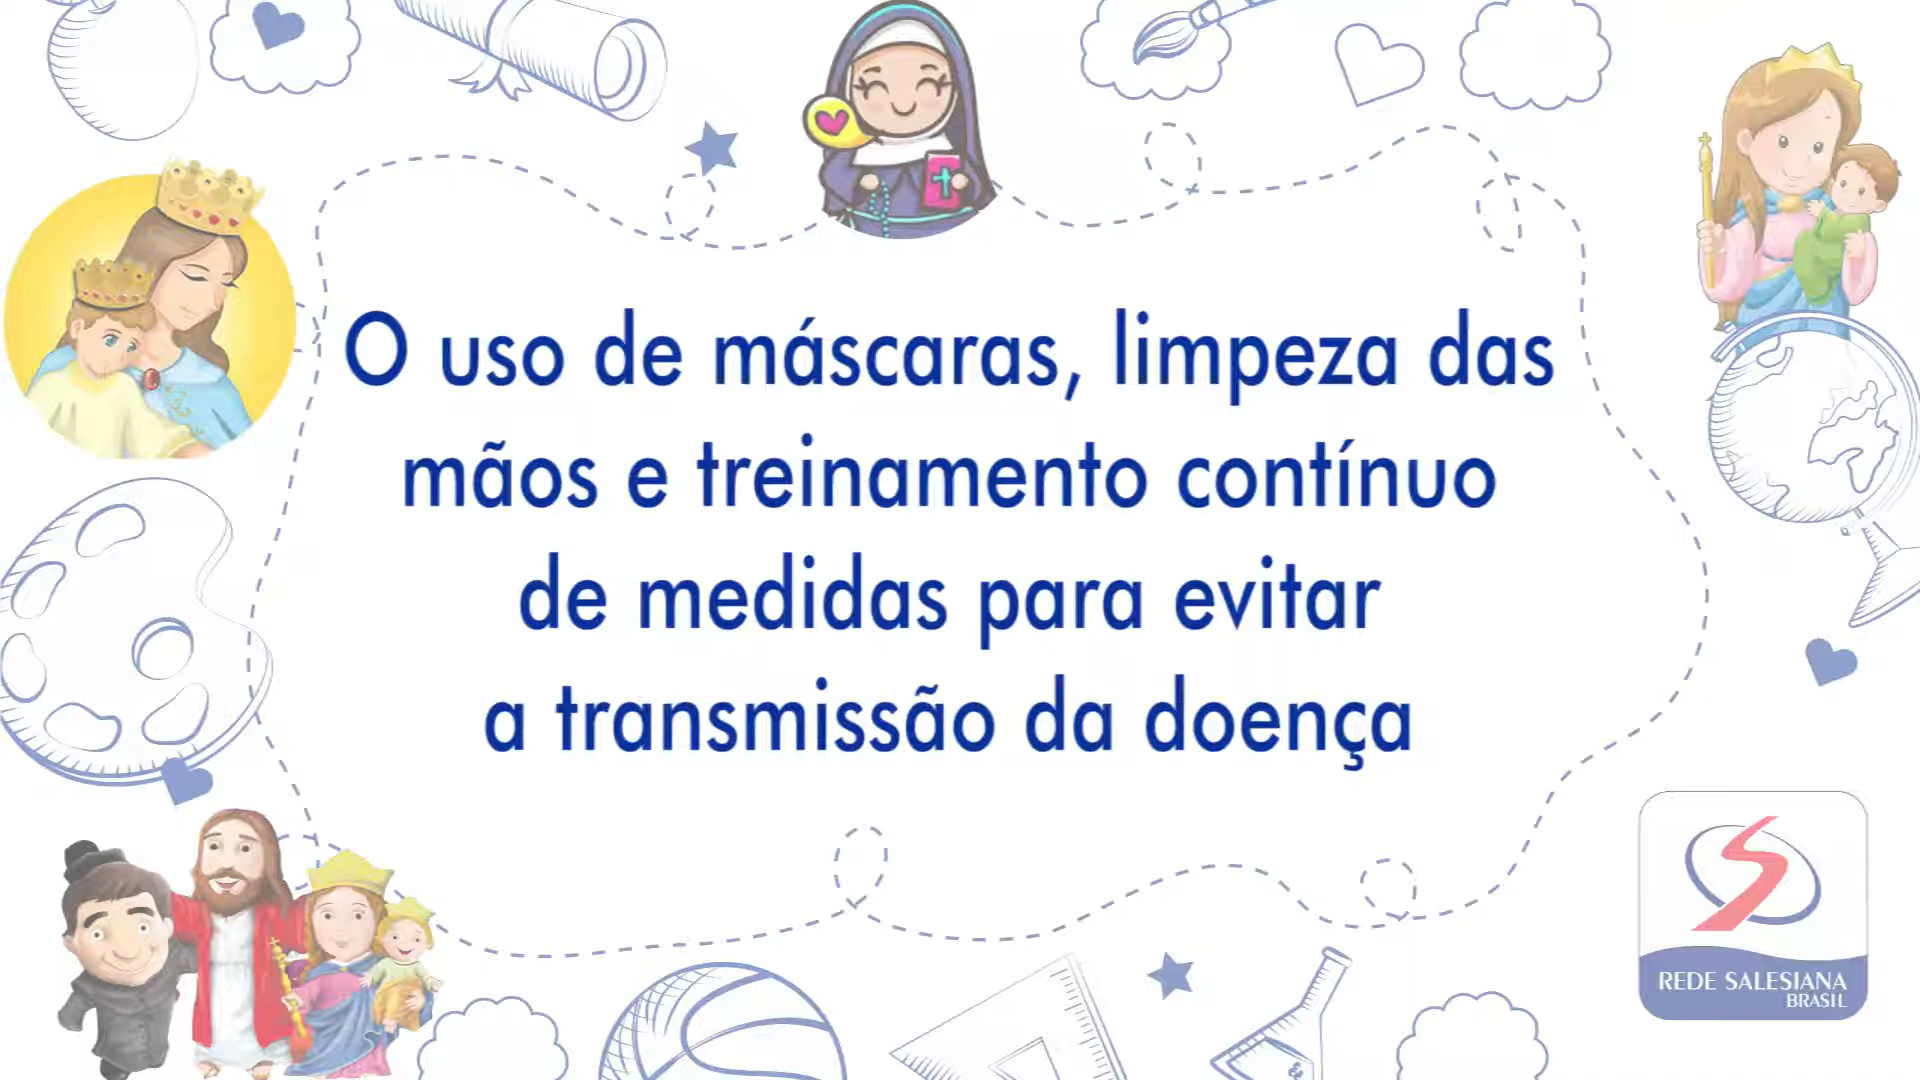 O uso de máscaras, limpeza das
mãos e treinamento contínuo
de medidas para evitar
a transmissão da doença
REDE SALESIANA
BRASIL